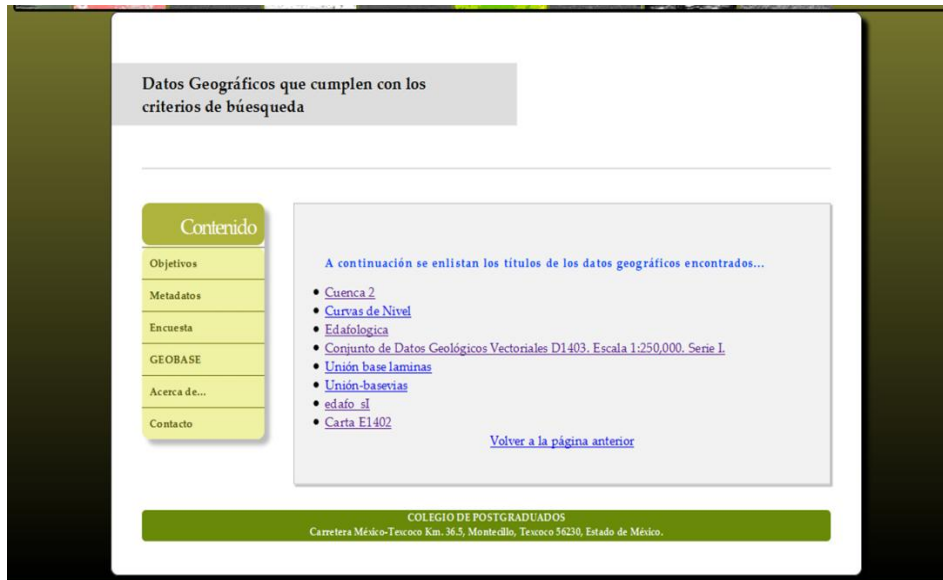 Datos Geográficos que cumplen con los
criterios de búesqueda
Contenido
Objetivos
Metadatos
Encuesta
GEOBASE
Acerca de...
Contacto
A continuación se enlistan los títulos de los datos geográficos encontrados...
Cuenca 2
Curvas de Nivel
Edafologica
Conjunto de Datos Geológicos Vectoriales D1403. Escala 1:250,000. Serie I.
Unión base laminas
Unión-basevias
edafo_sI
Carta E1402
Volver a la página anterior
COLEGIO DE POSTGRADUADOS
Carretera México-Texcoco Km. 36.5, Montecillo, Texcoco 56230, Estado de México.